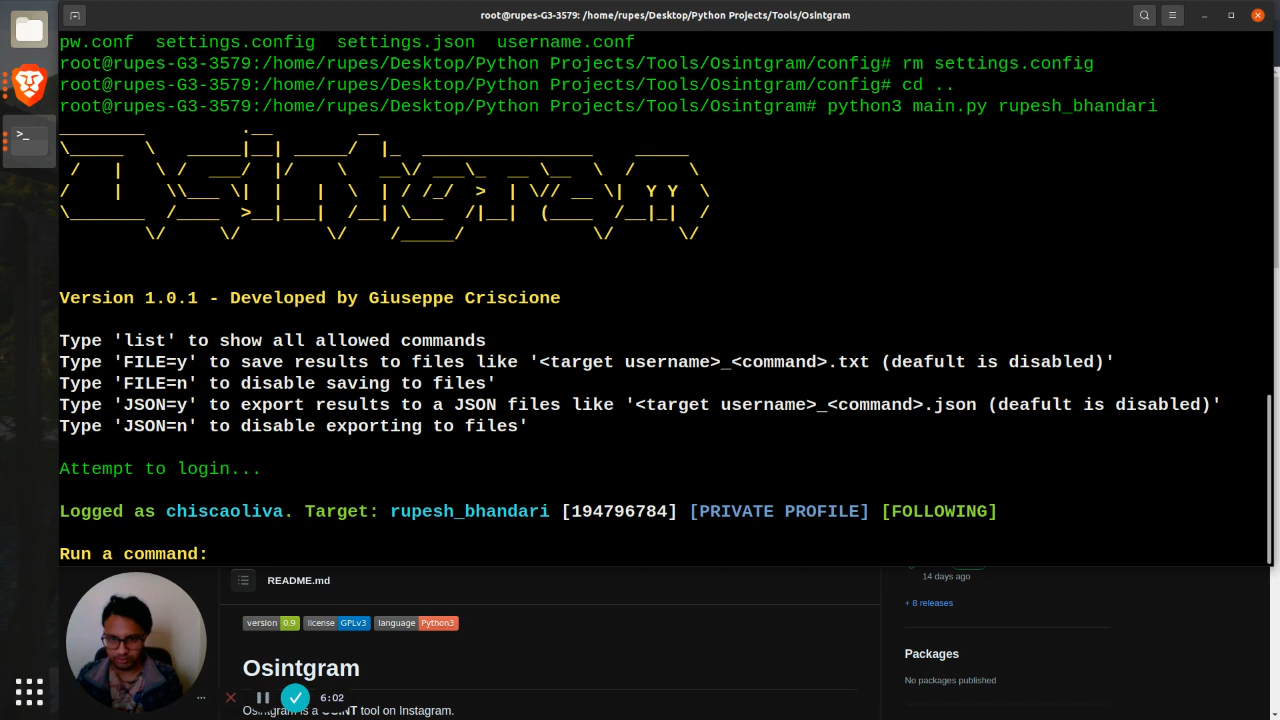 root@rupes-G3-3579: /home/rupes/Desktop/Python Projects/Tools/Osintgram
pw.conf  settings.config  settings.json  username.conf
root@rupes-G3-3579:/home/rupes/Desktop/Python Projects/Tools/Osintgram/config# rm settings.config
root@rupes-G3-3579:/home/rupes/Desktop/Python Projects/Tools/Osintgram/config# cd ..
root@rupes-G3-3579:/home/rupes/Desktop/Python Projects/Tools/Osintgram# python3 main.py rupesh_bhandari
Osintgram
Version 1.0.1 - Developed by Giuseppe Criscione
Type 'list' to show all allowed commands
Type 'FILE=y' to save results to files like '<target username>_<command>.txt (deafult is disabled)'
Type 'FILE=n' to disable saving to files'
Type 'JSON=y' to export results to a JSON files like '<target username>_<command>.json (deafult is disabled)'
Type 'JSON=n' to disable exporting to files'
Attempt to login...
Logged as chiscaoliva. Target: rupesh_bhandari [194796784] [PRIVATE PROFILE] [FOLLOWING]
Run a command:
README.md
14 days ago
+ 8 releases
version 0.9 license GPLv3 language Python3
Packages
No packages published
Osintgram
6:02
Osintgram is a OSINT tool on Instagram.